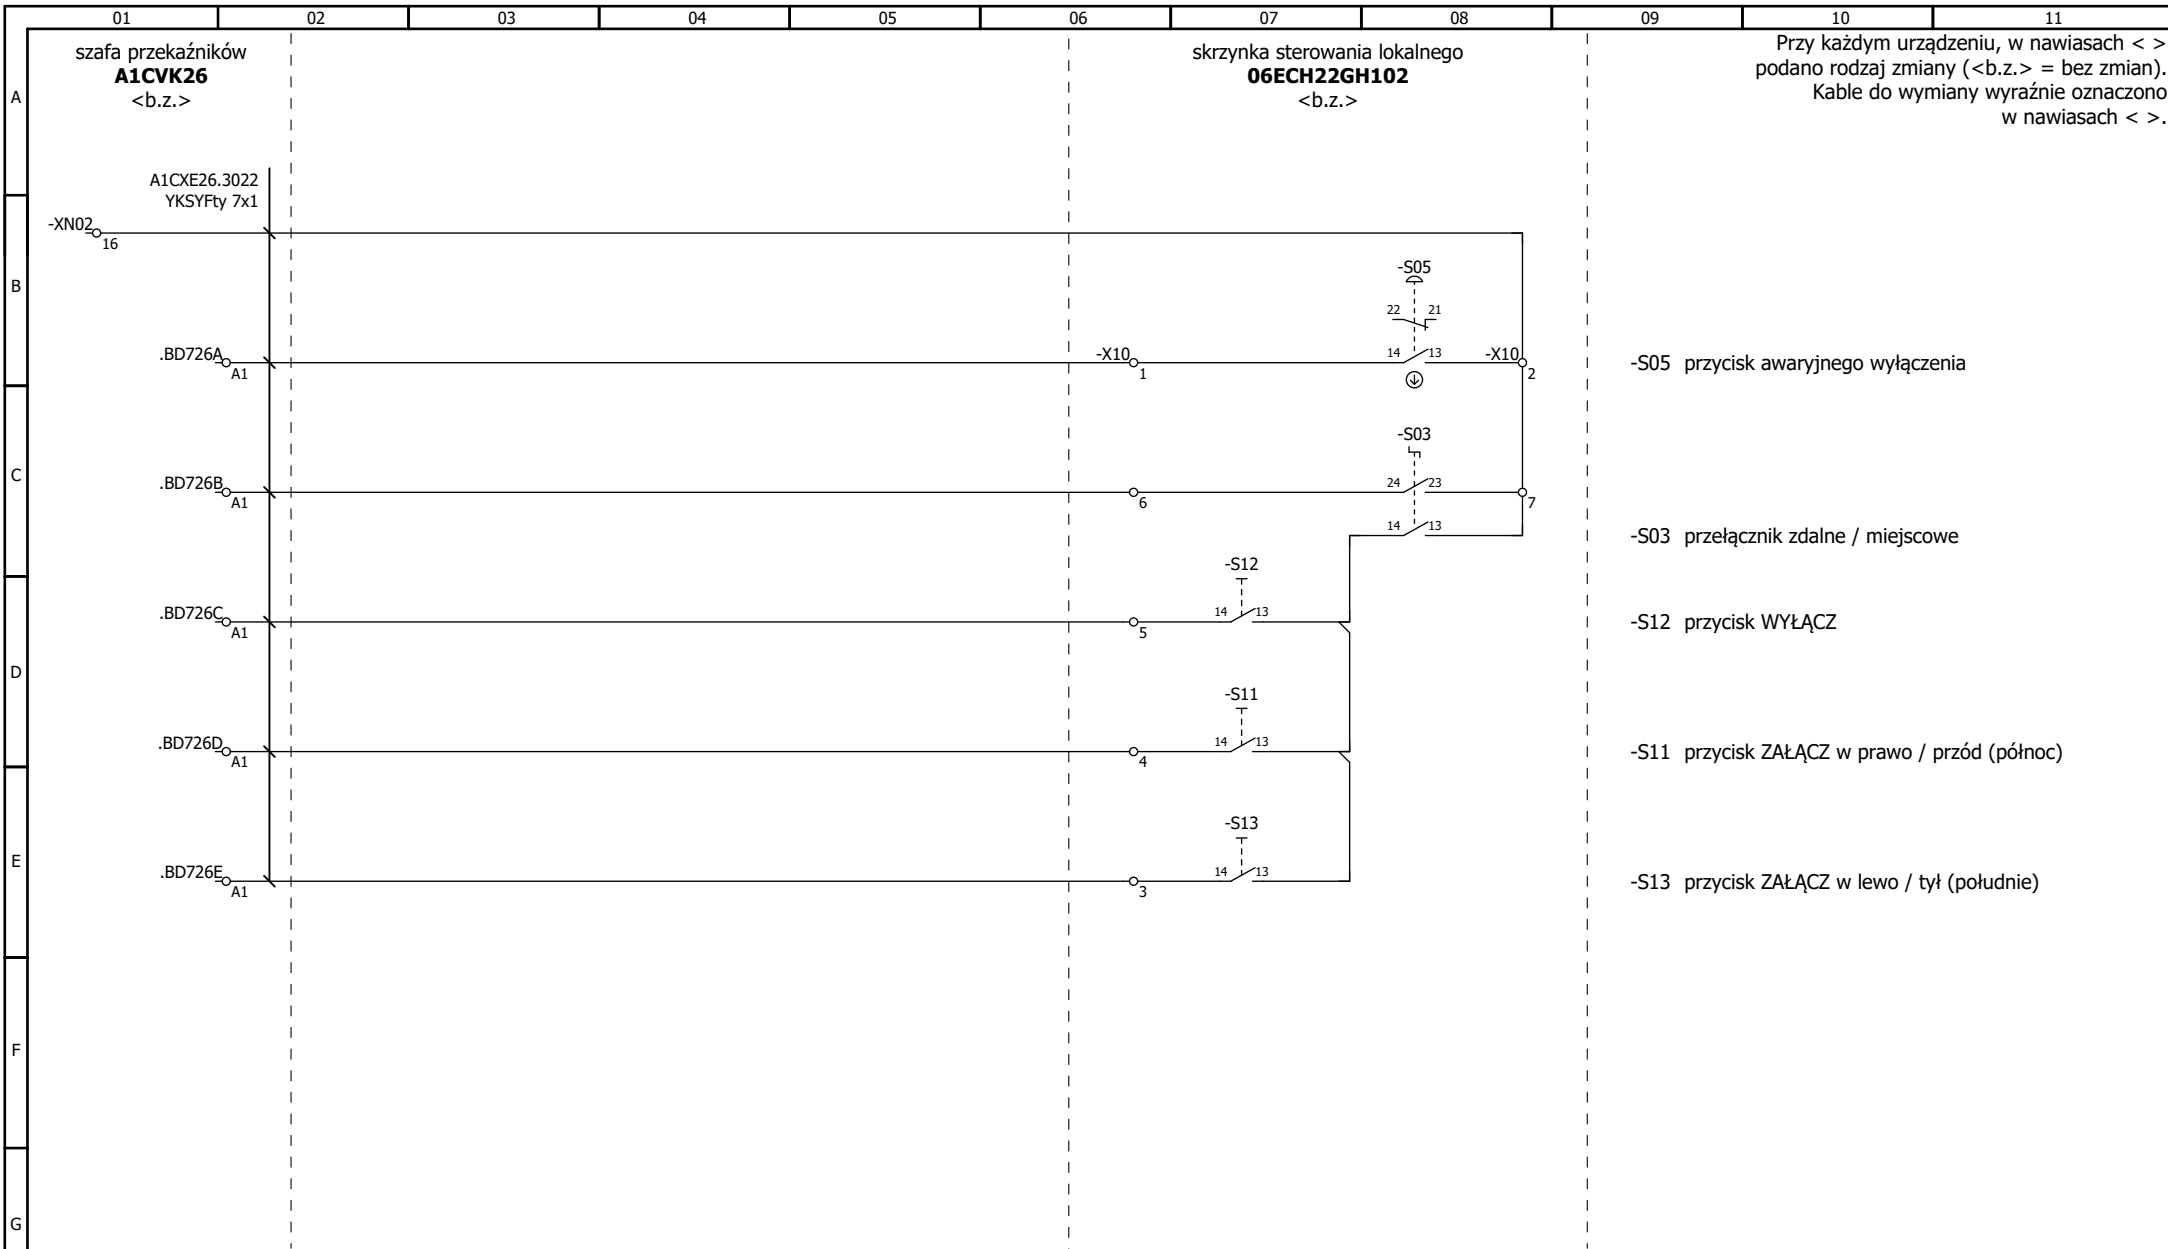 01 02 03 04 05 06 07 08 09 10 11
szafa przekaźników
A1CVK26
<b.z.>
skrzynka sterowania lokalnego
06ECH22GH102
<b.z.>
Przy każdym urządzeniu, w nawiasach < >
podano rodzaj zmiany (<b.z.> = bez zmian).
Kable do wymiany wyraźnie oznaczono
w nawiasach < >.
A
A1CXE26.3022
YKSYFty 7x1
-XN02
16
B
-S05
22 21
.BD726A
A1
-X10
1
14 13
-X10
2
-S05 przycisk awaryjnego wyłączenia
-S03
C
.BD726B
A1
6
24 23
7
14 13
-S03 przełącznik zdalne / miejscowe
-S12
.BD726C
A1
5
14 13
-S12 przycisk WYŁĄCZ
D
-S11
.BD726D
A1
4
14 13
-S11 przycisk ZAŁĄCZ w prawo / przód (północ)
-S13
E
.BD726E
A1
3
14 13
-S13 przycisk ZAŁĄCZ w lewo / tył (południe)
F
G